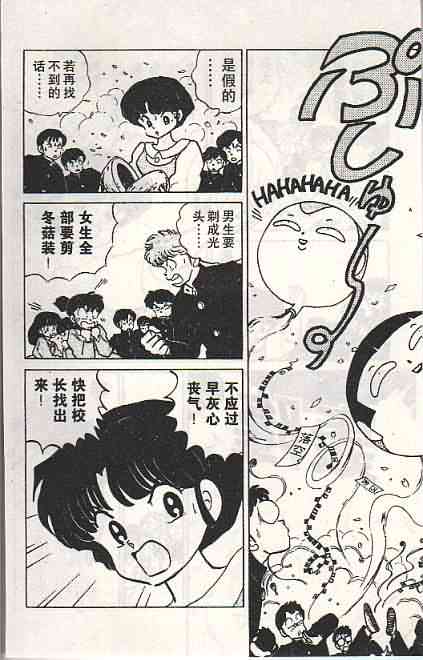 ぷしゅーっ
HAHAHAHA
是假的
………
若再找
不到的
话……
男生要
剃成光
头…
女生全
部要剪
冬菇装！
不应过
早灰心
丧气！
快把校
长找出
来！